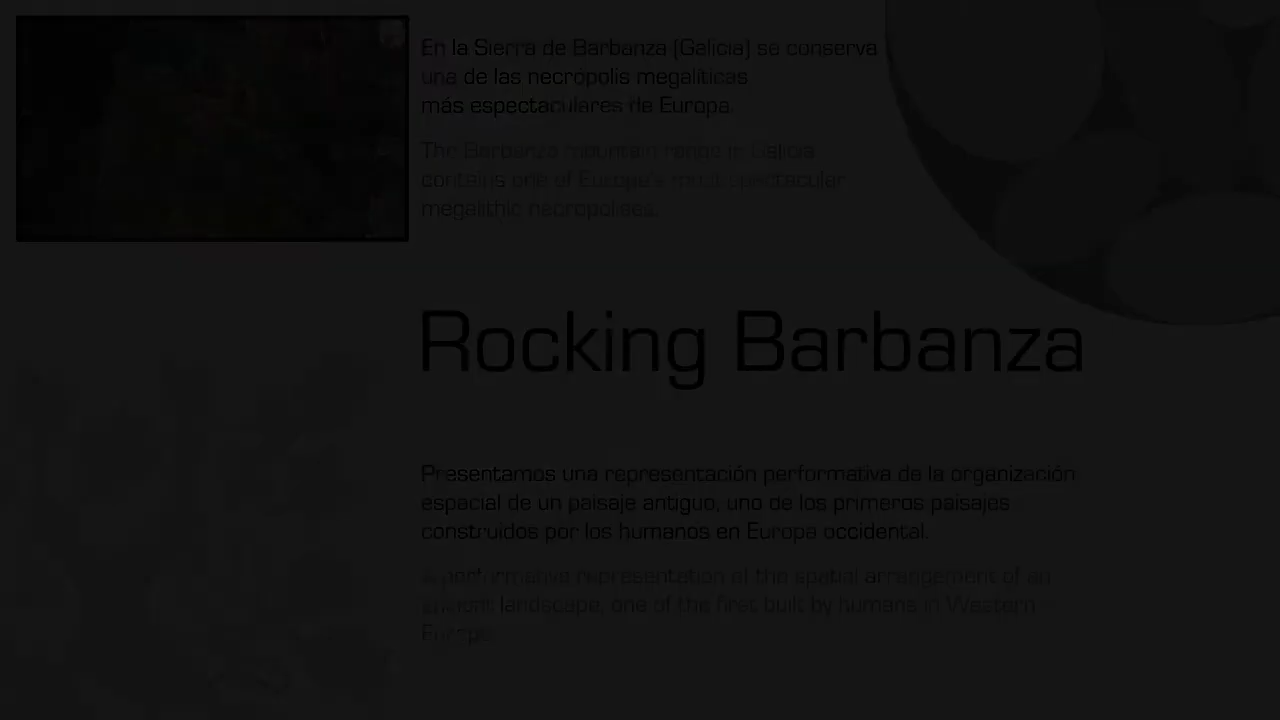 En la Sierra de Barbanza (Galicia) se conserva
una de las necrópolis megalíticas
más espectaculares de Europa.
The Barbanza mountain range in Galicia
contains one of Europe's most spectacular
megalithic necropolises.
Rocking Barbanza
Presentamos una representación performativa de la organización
espacial de un paisaje antiguo, uno de los primeros paisajes
construídos por los humanos en Europa occidental.
A performative representation of the spatial arrangement of an
ancient landscape, one of the first built by humans in Western
Europe.